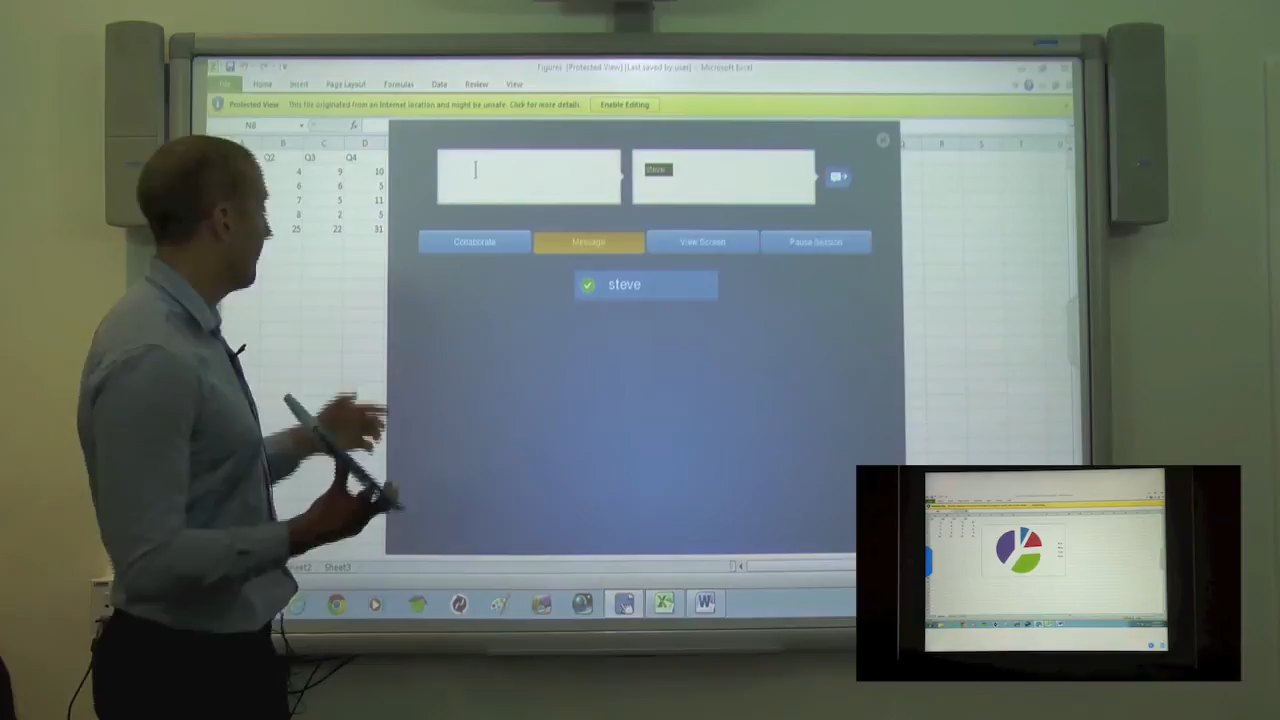 Figures [Protected View] [Last saved by user] - Microsoft Excel
File Home Insert Page Layout Formulas Data Review View
Protected View This file originated from an Internet location and might be unsafe. Click for more details. Enable Editing
N8 fx
B C D Q R S T U
Q2 Q3 Q4
4 9 10
6 6 5
7 5 11
8 2 5
25 22 31
steve
Collaborate Message View Screen Pause Session
steve
Sheet3